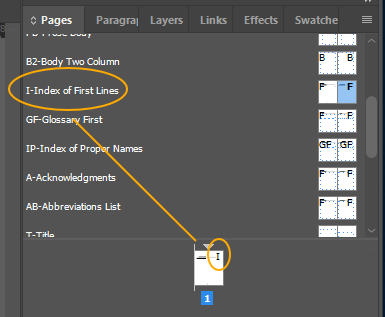 Pages Paragra Layers Links Effects Swatche
B2-Body Two Column B B
I-Index of First Lines F F
GF-Glossary First F F
IP-Index of Proper Names GF GF
A-Acknowledgments F F
AB-Abbreviations List F F
T-Title
I
1